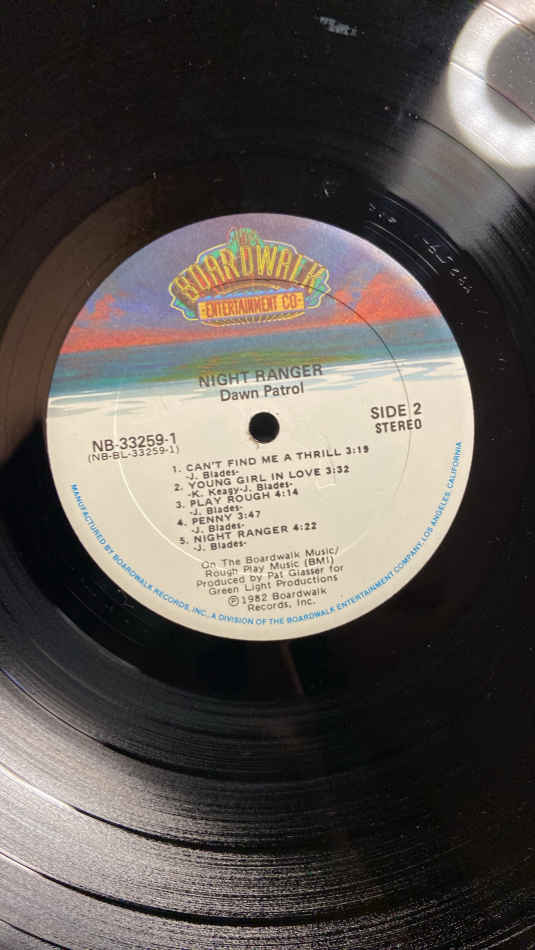 The
BOARDWALK
-ENTERTAINMENT CO-
NIGHT RANGER
Dawn Patrol
NB-33259-1
(NB-BL-33259-1)
SIDE 2
STEREO
1. CAN'T FIND ME A THRILL 3:19
-J. Blades-
2. YOUNG GIRL IN LOVE 3:32
-K. Keagy-J. Blades-
3. PLAY ROUGH 4:14
-J. Blades-
4. PENNY 3:47
-J. Blades-
5. NIGHT RANGER 4:22
-J. Blades-
On The Boardwalk Music/
Rough Play Music (BMI)
Produced by Pat Glasser for
Green Light Productions
℗1982 Boardwalk
Records, Inc.
MANUFACTURED BY BOARDWALK RECORDS, INC., A DIVISION OF THE BOARDWALK ENTERTAINMENT COMPANY, LOS ANGELES, CALIFORNIA